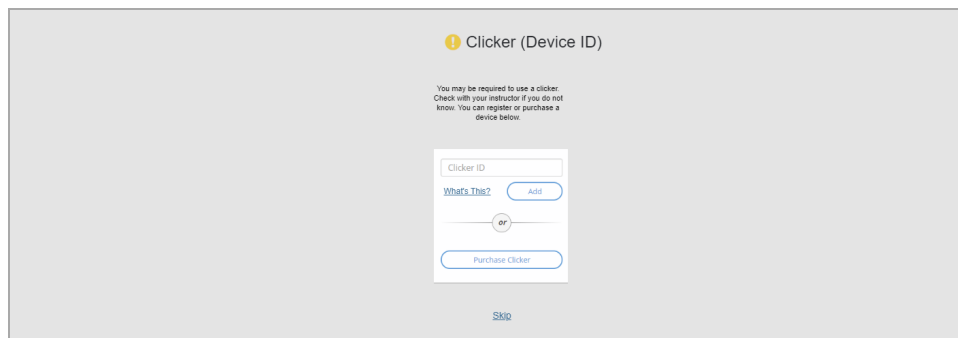 Clicker (Device ID)
You may be required to use a clicker.
Check with your instructor if you do not
know. You can register or purchase a
device below.
Clicker ID
What's This?
Add
or
Purchase Clicker
Skip